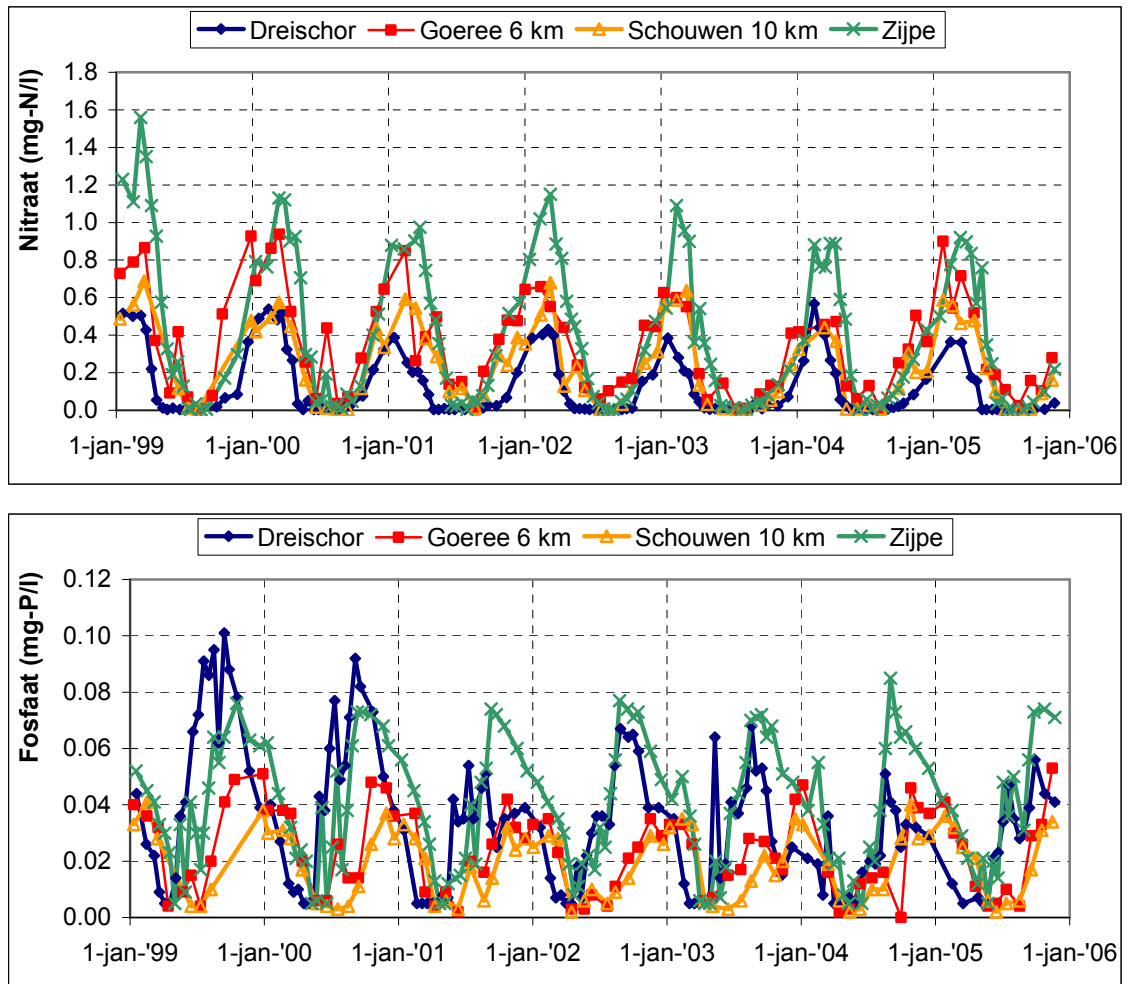 Dreischor Goeree 6 km Schouwen 10 km Zijpe
Nitraat (mg-N/l)
1.8
1.6
1.4
1.2
1.0
0.8
0.6
0.4
0.2
0.0
1-jan-'99 1-jan-'00 1-jan-'01 1-jan-'02 1-jan-'03 1-jan-'04 1-jan-'05 1-jan-'06
Dreischor Goeree 6 km Schouwen 10 km Zijpe
Fosfaat (mg-P/l)
0.12
0.10
0.08
0.06
0.04
0.02
0.00
1-jan-'99 1-jan-'00 1-jan-'01 1-jan-'02 1-jan-'03 1-jan-'04 1-jan-'05 1-jan-'06